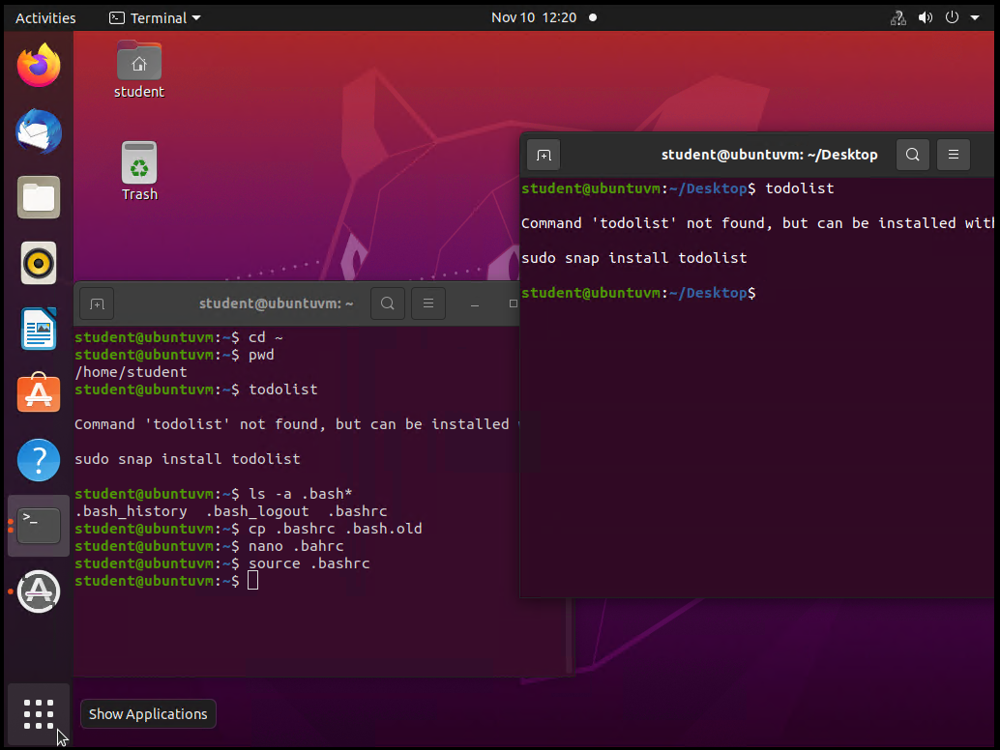 Activities
Terminal
Nov 10 12:20
student
Trash
student@ubuntuvm: ~/Desktop
student@ubuntuvm:~/Desktop$ todolist
Command 'todolist' not found, but can be installed with
sudo snap install todolist
student@ubuntuvm:~/Desktop$
student@ubuntuvm: ~
student@ubuntuvm:~$ cd ~
student@ubuntuvm:~$ pwd
/home/student
student@ubuntuvm:~$ todolist
Command 'todolist' not found, but can be installed
sudo snap install todolist
student@ubuntuvm:~$ ls -a .bash*
.bash_history .bash_logout .bashrc
student@ubuntuvm:~$ cp .bashrc .bash.old
student@ubuntuvm:~$ nano .bahrc
student@ubuntuvm:~$ source .bashrc
student@ubuntuvm:~$
Show Applications